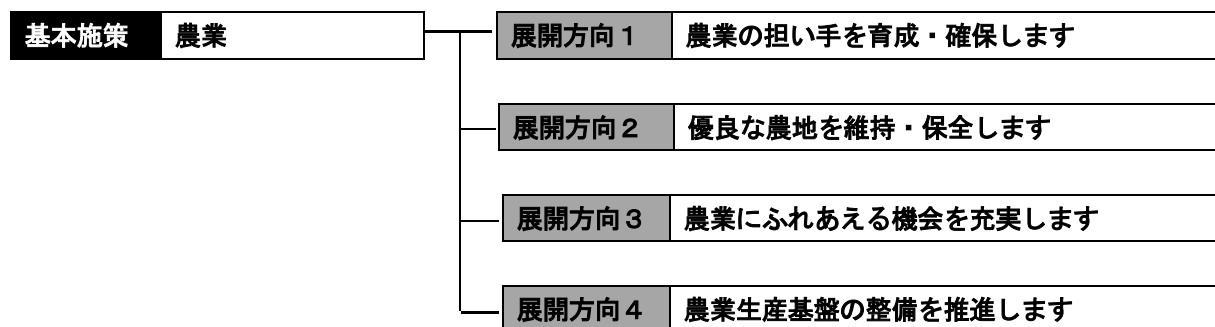 基本施策 農業
展開方向1 農業の担い手を育成・確保します
展開方向2 優良な農地を維持・保全します
展開方向3 農業にふれあえる機会を充実します
展開方向4 農業生産基盤の整備を推進します